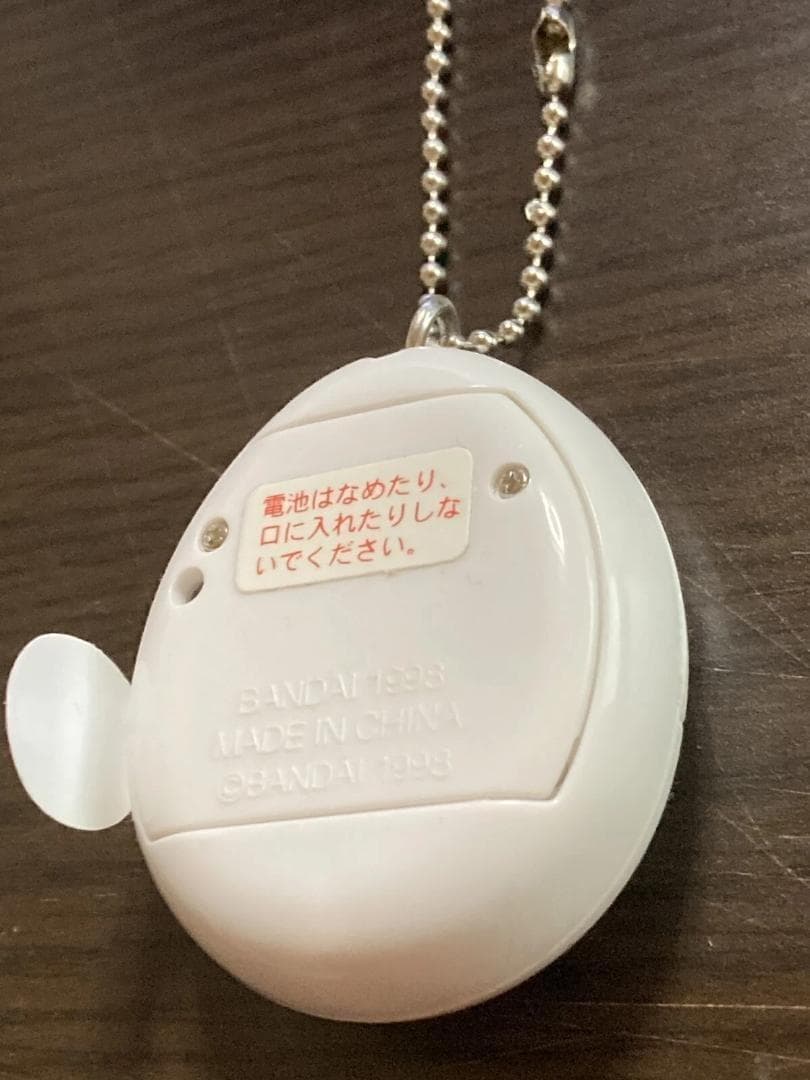 電池はなめたり、
口に入れたりしな
いでください。
BANDAI 1998
MADE IN CHINA
©BANDAI 1998